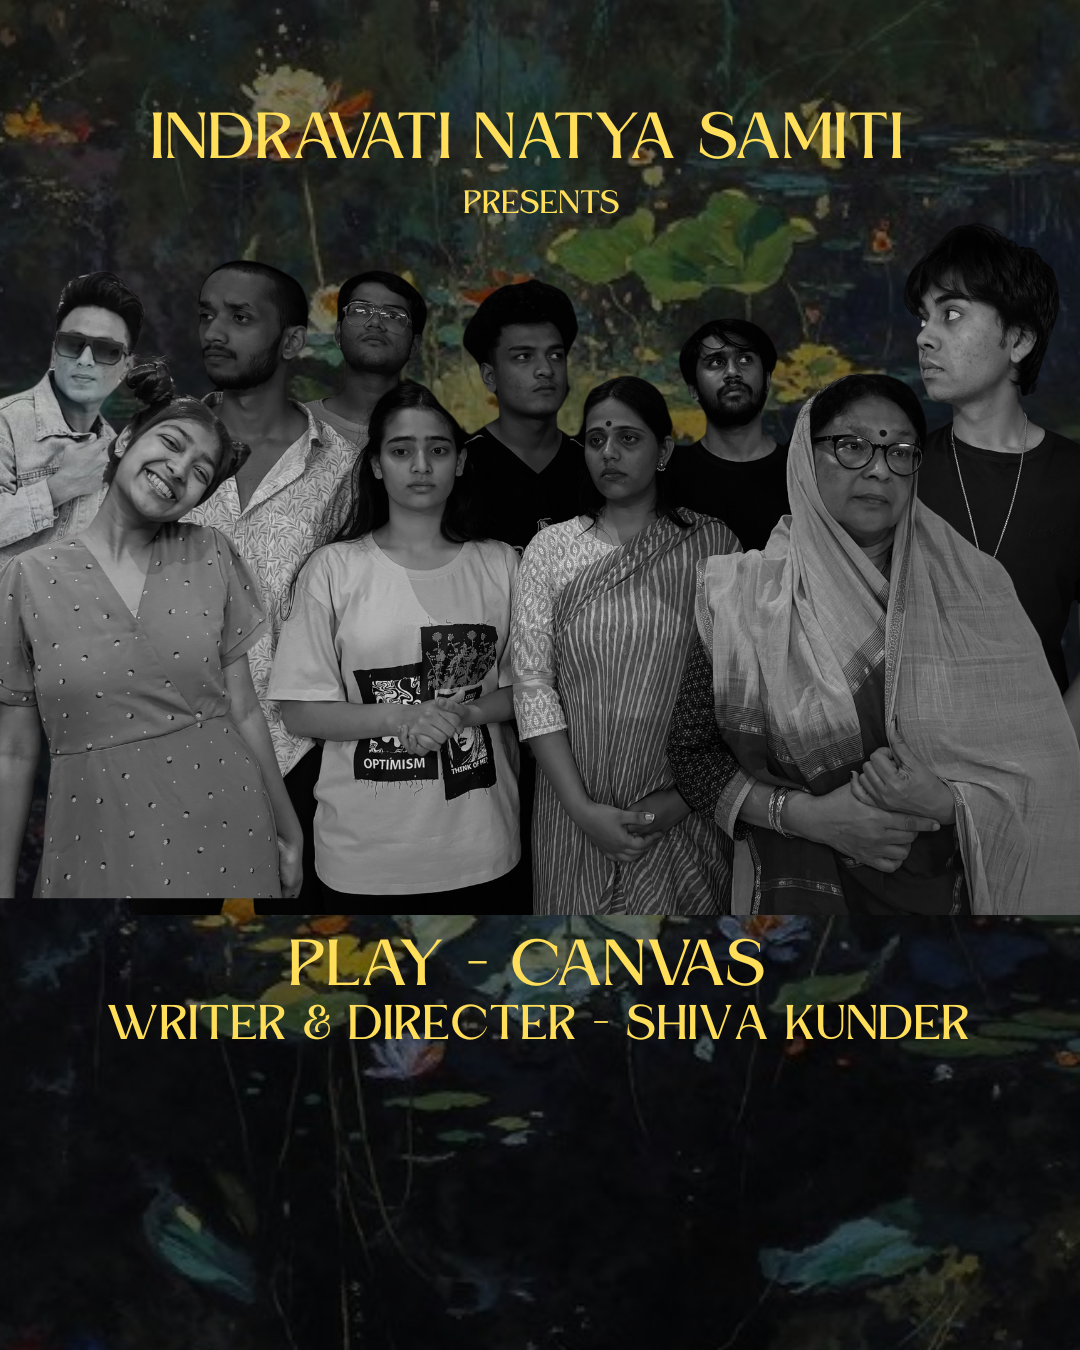 INDRAVATI NATYA SAMITI
PRESENTS
OPTIMISM
THINK OF ME!
PLAY - CANVAS
WRITER & DIRECTER - SHIVA KUNDER